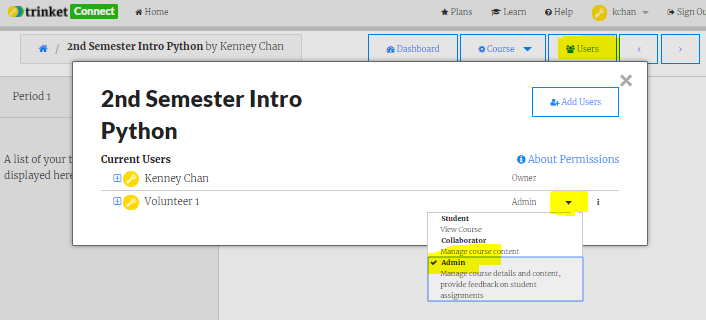 trinket Connect Home Plans Learn Help kchan Sign Ou
/ 2nd Semester Intro Python by Kenney Chan Dashboard Course Users
Period 1
A list of your t
displayed here
2nd Semester Intro
Python
Add Users
Current Users About Permissions
Kenney Chan Owner
Volunteer 1 Admin
Student
View Course
Collaborator
Manage course content
Admin
Manage course details and content,
provide feedback on student
assignments